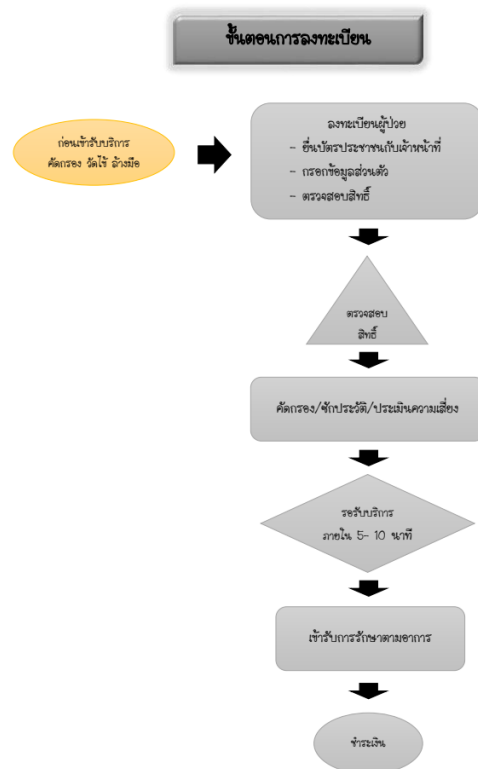 ขั้นตอนการลงทะเบียน
ก่อนเข้ารับบริการ
คัดกรอง วัดไข้ ล้างมือ
ลงทะเบียนผู้ป่วย
- ยื่นบัตรประชาชนกับเจ้าหน้าที่
- กรอกข้อมูลส่วนตัว
- ตรวจสอบสิทธิ์
ตรวจสอบ
สิทธิ์
คัดกรอง/ซักประวัติ/ประเมินความเสี่ยง
รอรับบริการ
ภายใน 5- 10 นาที
เข้ารับการรักษาตามอาการ
ชำระเงิน